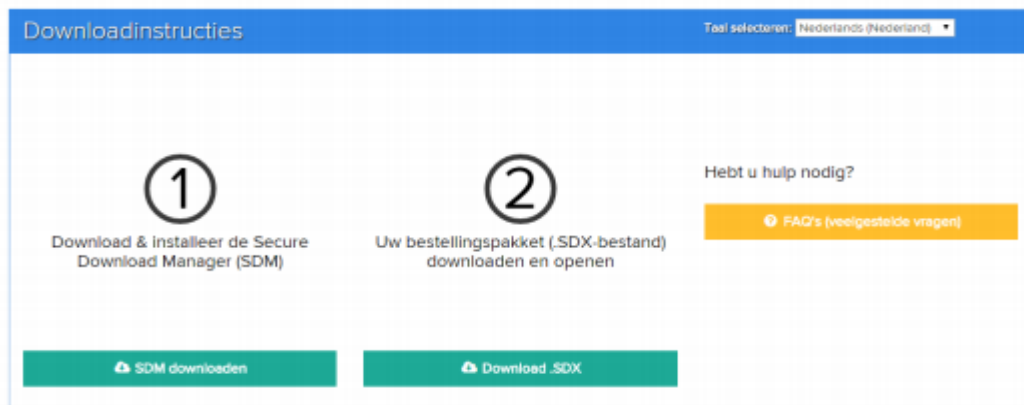 Downloadinstructies
Taal selecteren: Nederlands (Nederland)
1
Download & installeer de Secure
Download Manager (SDM)
SDM downloaden
2
Uw bestellingspakket (.SDX-bestand)
downloaden en openen
Download .SDX
Hebt u hulp nodig?
FAQ's (veelgestelde vragen)